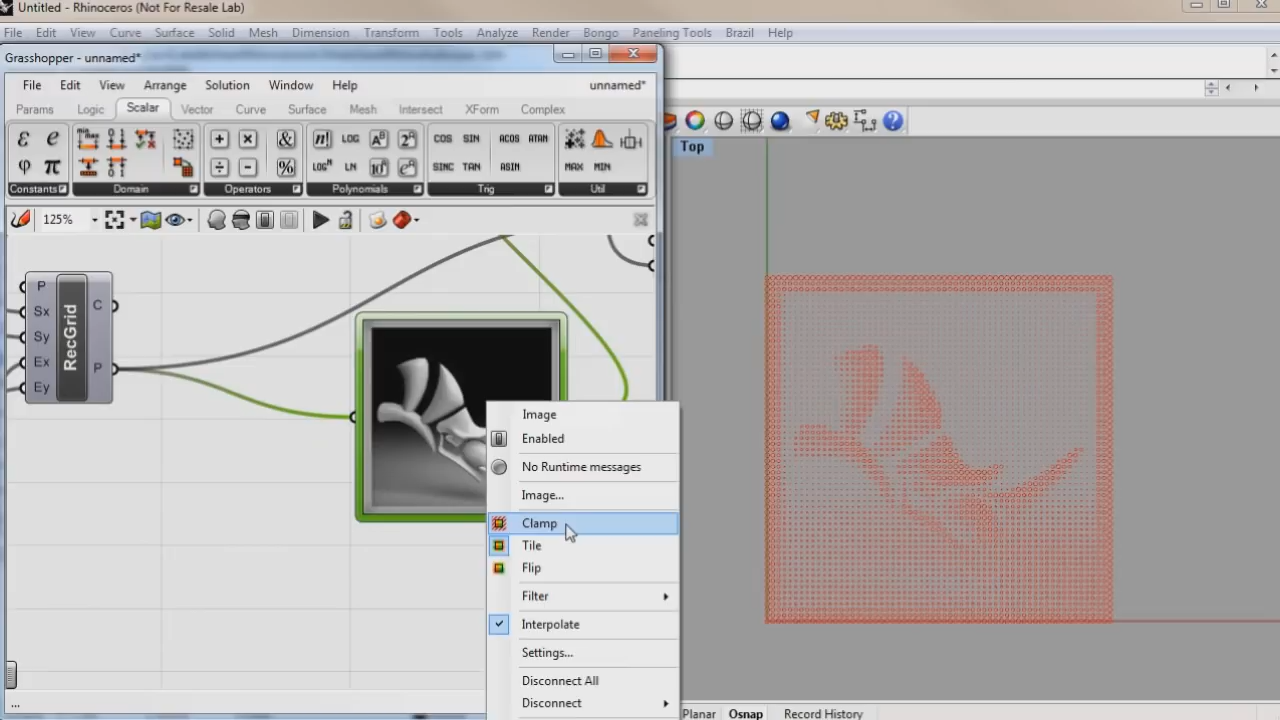 Untitled - Rhinoceros (Not For Resale Lab)
File Edit View Curve Surface Solid Mesh Dimension Transform Tools Analyze Render Bongo Paneling Tools Brazil Help
Grasshopper - unnamed*
File Edit View Arrange Solution Window Help unnamed*
Params Logic Scalar Vector Curve Surface Mesh Intersect XForm Complex
Constants Domain Operators Polynomials Trig Util
LOG COS SIN ACOS ATAN
LN SINC TAN ASIN MAX MIN
125%
Top
P
Sx
Sy
Ex
Ey
RecGrid
C
P
Image
Enabled
No Runtime messages
Image...
Clamp
Tile
Flip
Filter
Interpolate
Settings...
Disconnect All
Disconnect
...
Planar Osnap Record History